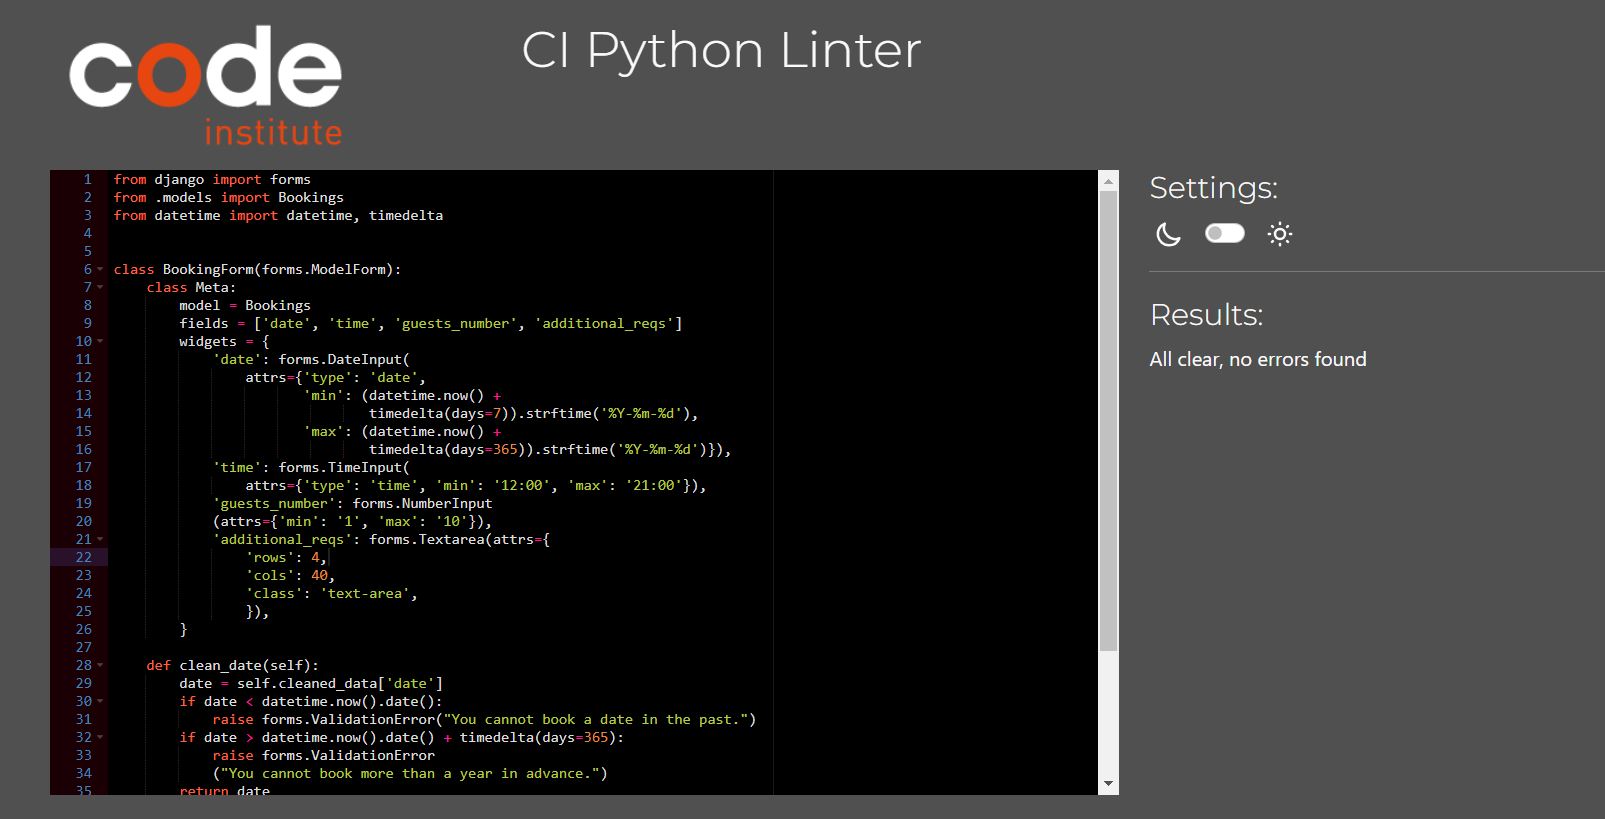 code
institute
CI Python Linter
1 from django import forms
2 from .models import Bookings
3 from datetime import datetime, timedelta
4
5
6 class BookingForm(forms.ModelForm):
7     class Meta:
8         model = Bookings
9         fields = ['date', 'time', 'guests_number', 'additional_reqs']
10         widgets = {
11             'date': forms.DateInput(
12                 attrs={'type': 'date',
13                        'min': (datetime.now() +
14                                timedelta(days=7)).strftime('%Y-%m-%d'),
15                        'max': (datetime.now() +
16                                timedelta(days=365)).strftime('%Y-%m-%d')}),
17             'time': forms.TimeInput(
18                 attrs={'type': 'time', 'min': '12:00', 'max': '21:00'}),
19             'guests_number': forms.NumberInput
20             (attrs={'min': '1', 'max': '10'}),
21             'additional_reqs': forms.Textarea(attrs={
22                 'rows': 4,
23                 'cols': 40,
24                 'class': 'text-area',
25                 }),
26         }
27
28     def clean_date(self):
29         date = self.cleaned_data['date']
30         if date < datetime.now().date():
31             raise forms.ValidationError("You cannot book a date in the past.")
32         if date > datetime.now().date() + timedelta(days=365):
33             raise forms.ValidationError
34             ("You cannot book more than a year in advance.")
35         return date
Settings:
Results:
All clear, no errors found